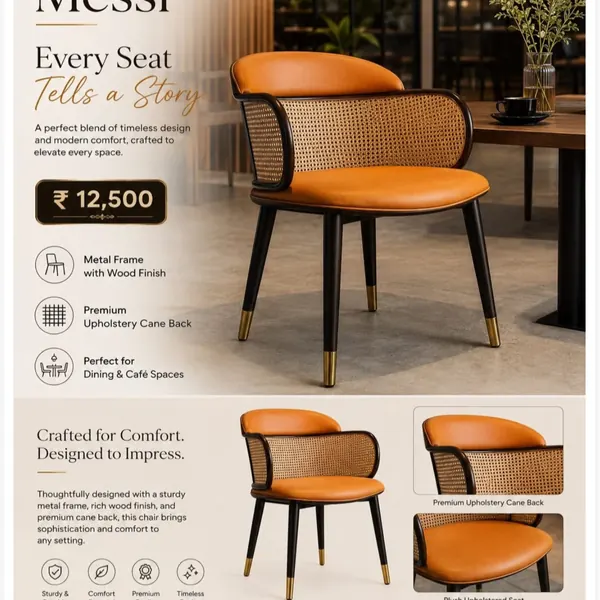 Messi
Every Seat
Tells a Story
A perfect blend of timeless design
and modern comfort, crafted to
elevate every space.
₹ 12,500
Metal Frame
with Wood Finish
Premium
Upholstery Cane Back
Perfect for
Dining & Café Spaces
Crafted for Comfort.
Designed to Impress.
Thoughtfully designed with a sturdy
metal frame, rich wood finish, and
premium cane back, this chair brings
sophistication and comfort to
any setting.
Premium Upholstery Cane Back
Plush Upholstered Seat
Sturdy &
Comfort
Premium
Timeless